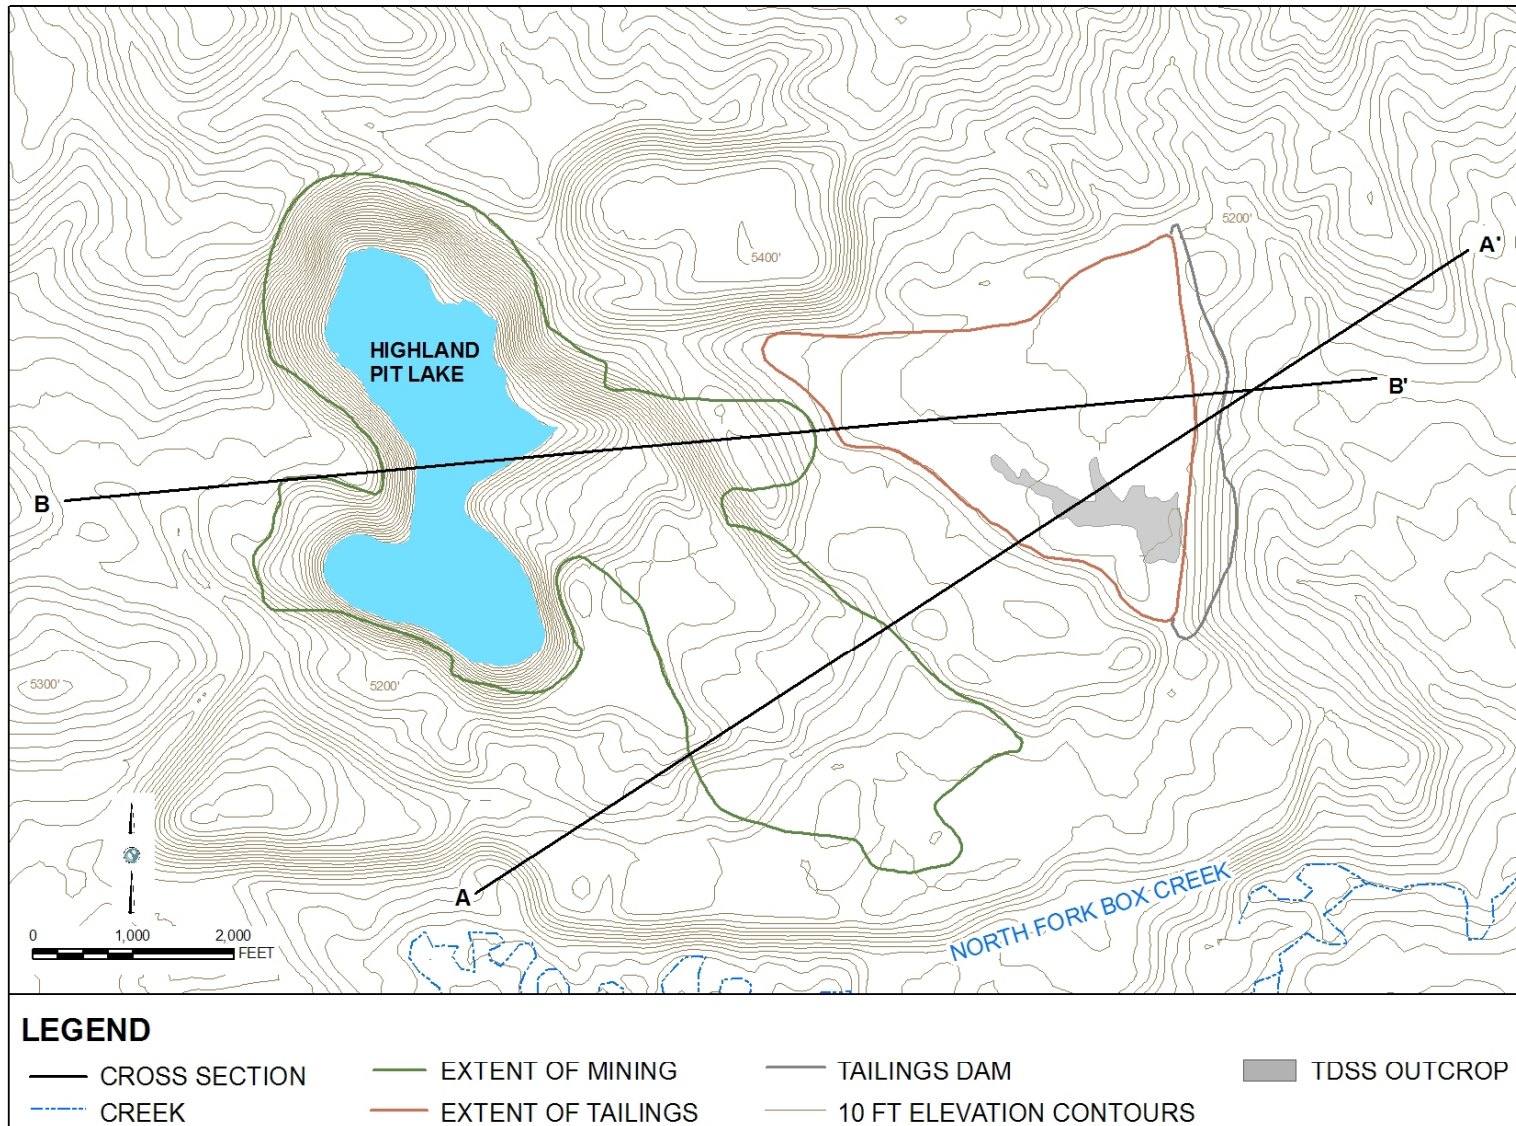 5200'
A'
5400'
HIGHLAND
PIT LAKE
B'
B
5300'
5200'
A
NORTH FORK BOX CREEK
0 1,000 2,000
FEET
LEGEND
CROSS SECTION
EXTENT OF MINING
TAILINGS DAM
TDSS OUTCROP
CREEK
EXTENT OF TAILINGS
10 FT ELEVATION CONTOURS